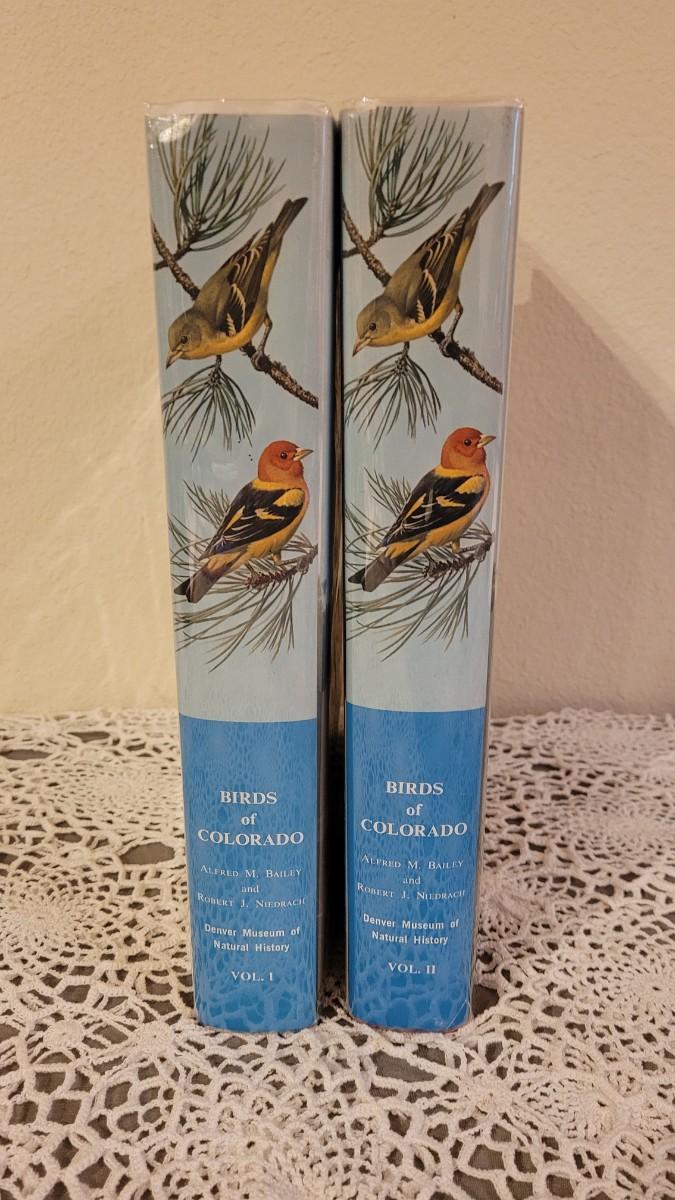 BIRDS
of
COLORADO
ALFRED M. BAILEY
and
ROBERT J. NIEDRACH
Denver Museum of
Natural History
VOL. I
BIRDS
of
COLORADO
ALFRED M. BAILEY
and
ROBERT J. NIEDRACH
Denver Museum of
Natural History
VOL. II